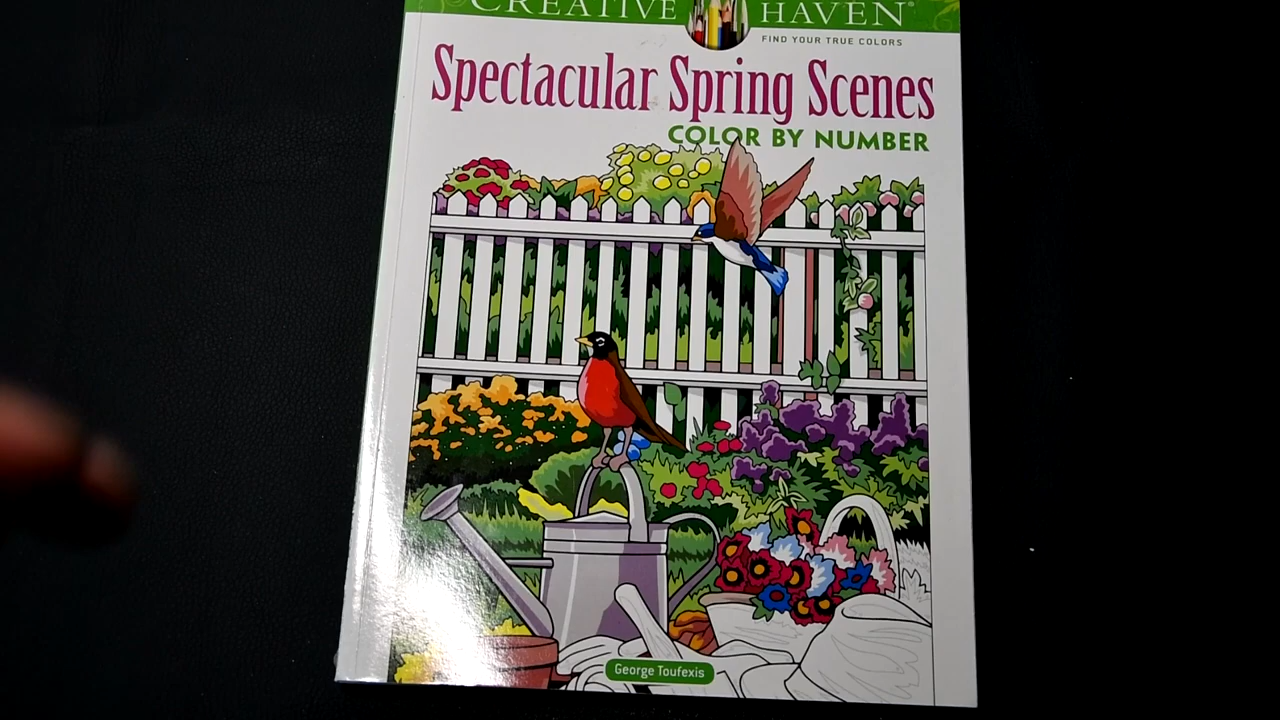 CREATIVE HAVEN®
FIND YOUR TRUE COLORS
Spectacular Spring Scenes
COLOR BY NUMBER
George Toufexis